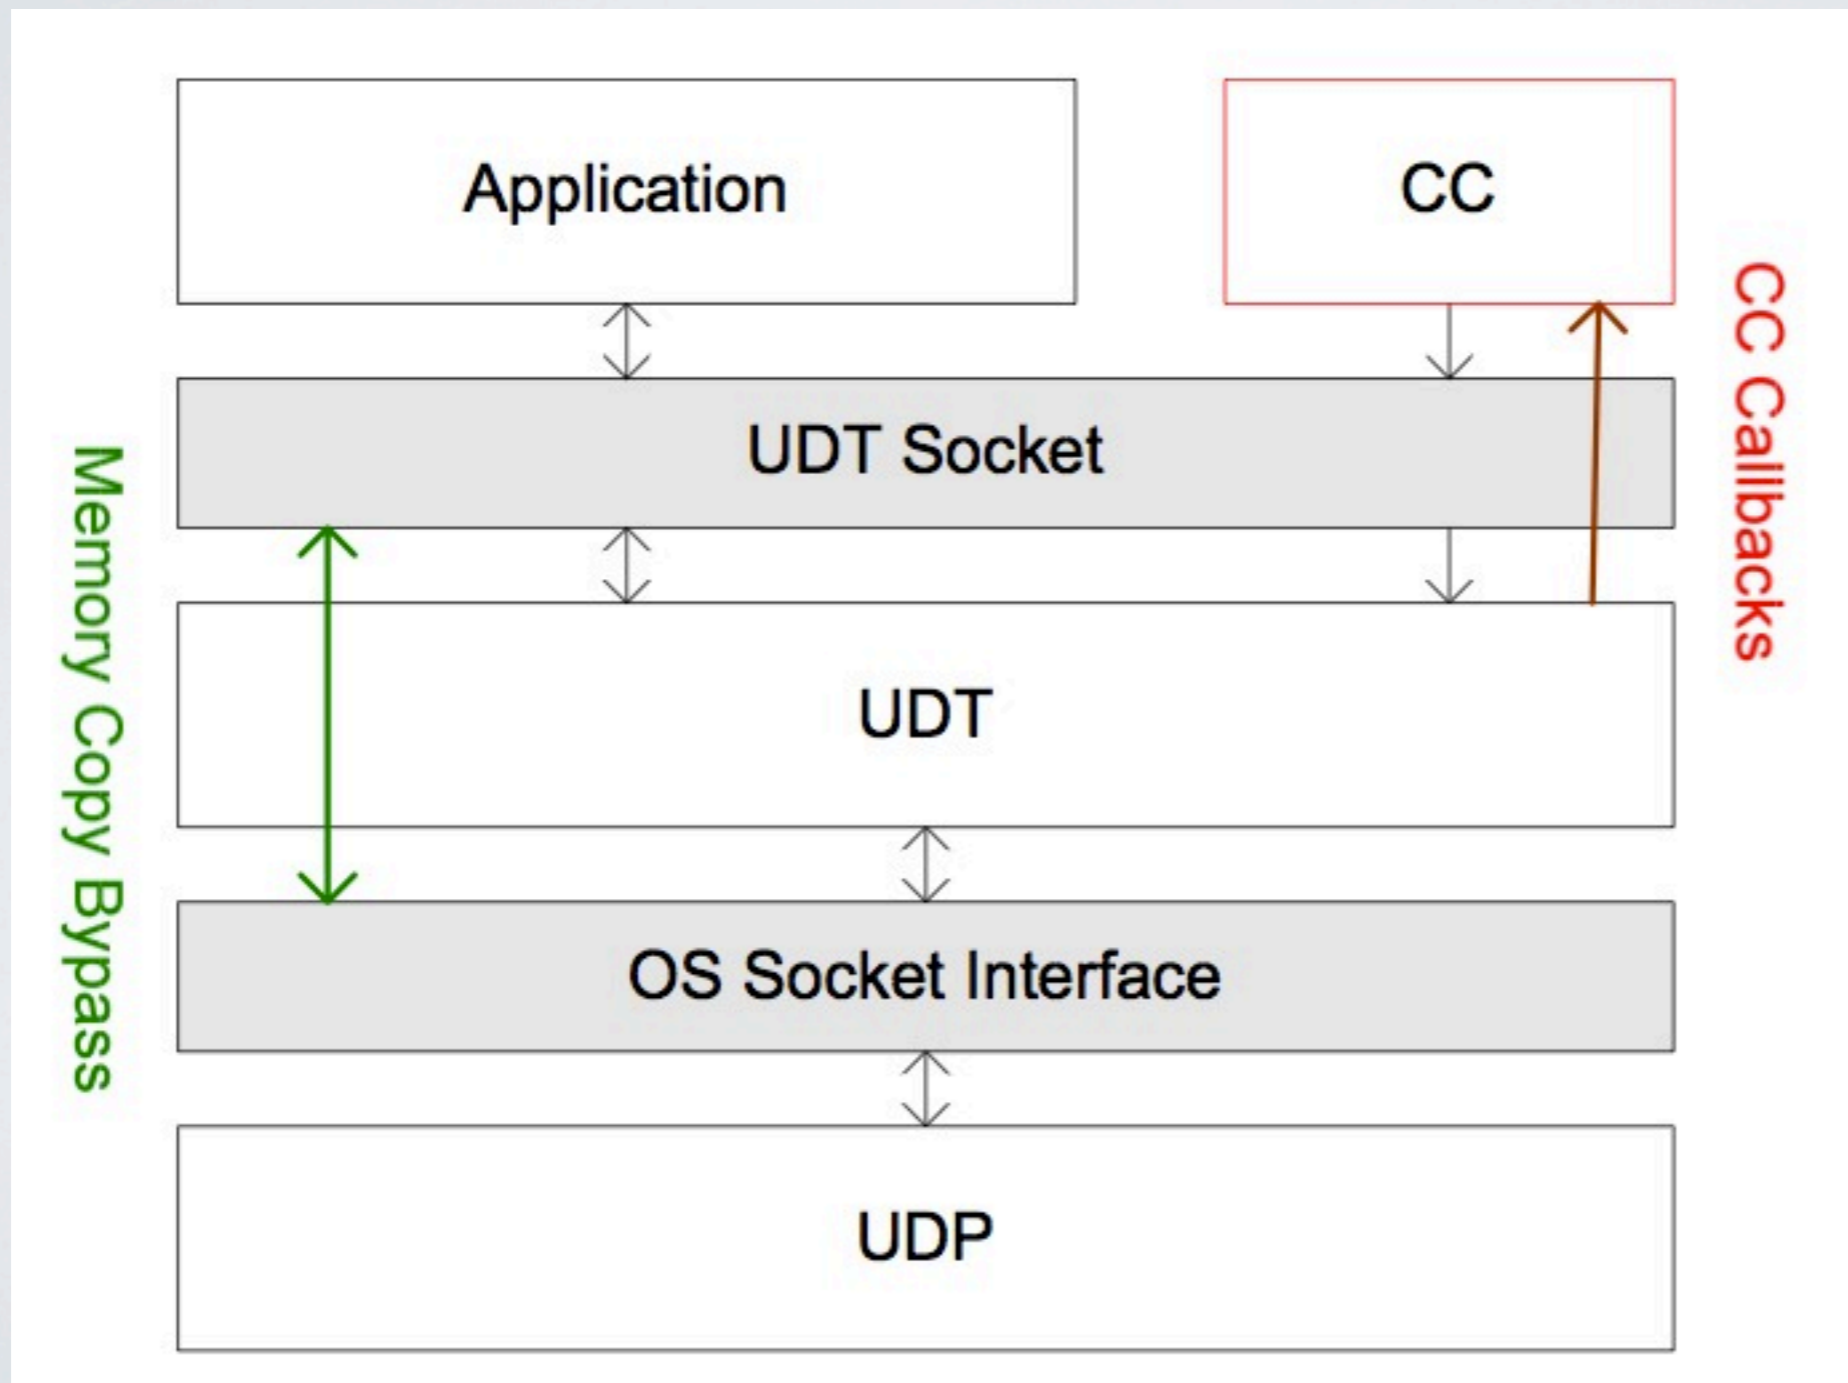 Application
CC
CC Callbacks
UDT Socket
Memory Copy Bypass
UDT
OS Socket Interface
UDP